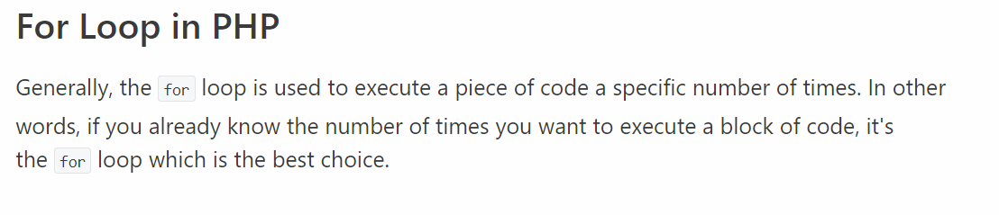 For Loop in PHP
Generally, the for loop is used to execute a piece of code a specific number of times. In other
words, if you already know the number of times you want to execute a block of code, it's
the for loop which is the best choice.